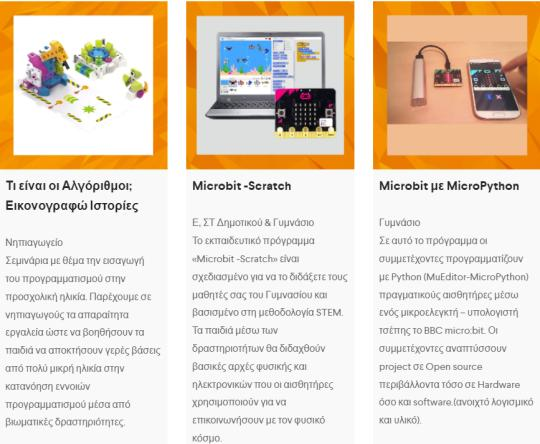 Τι είναι οι Αλγόριθμοι;
Εικονογραφώ Ιστορίες
Νηπιαγωγείο
Σεμινάρια με θέμα την εισαγωγή
του προγραμματισμού στην
προσχολική ηλικία. Παρέχουμε σε
νηπιαγωγούς τα απαραίτητα
εργαλεία ώστε να βοηθήσουν τα
παιδιά να αποκτήσουν γερές βάσεις
από πολύ μικρή ηλικία στην
κατανόηση εννοιών
προγραμματισμού μέσα από
βιωματικές δραστηριότητες.
Microbit -Scratch
Ε, ΣΤ Δημοτικού & Γυμνάσιο
Το εκπαιδευτικό πρόγραμμα
«Microbit -Scratch» είναι
σχεδιασμένο για να το διδάξετε τους
μαθητές σας του Γυμνασίου και
βασισμένο στη μεθοδολογία STEM.
Τα παιδιά μέσω των
δραστηριοτήτων θα διδαχθούν
βασικές αρχές φυσικής και
ηλεκτρονικών που οι αισθητήρες
χρησιμοποιούν για να
επικοινωνήσουν με τον φυσικό
κόσμο.
Microbit με MicroPython
Γυμνάσιο
Σε αυτό το πρόγραμμα οι
συμμετέχοντες προγραμματίζουν
με Python (MuEditor-MicroPython)
πραγματικούς αισθητήρες μέσω
ενός μικροελεγκτή – υπολογιστή
τσέπης το BBC micro:bit. Οι
συμμετέχοντες αναπτύσσουν
project σε Open source
περιβάλλοντα τόσο σε Hardware
όσο και software.(ανοιχτό λογισμικό
και υλικό).